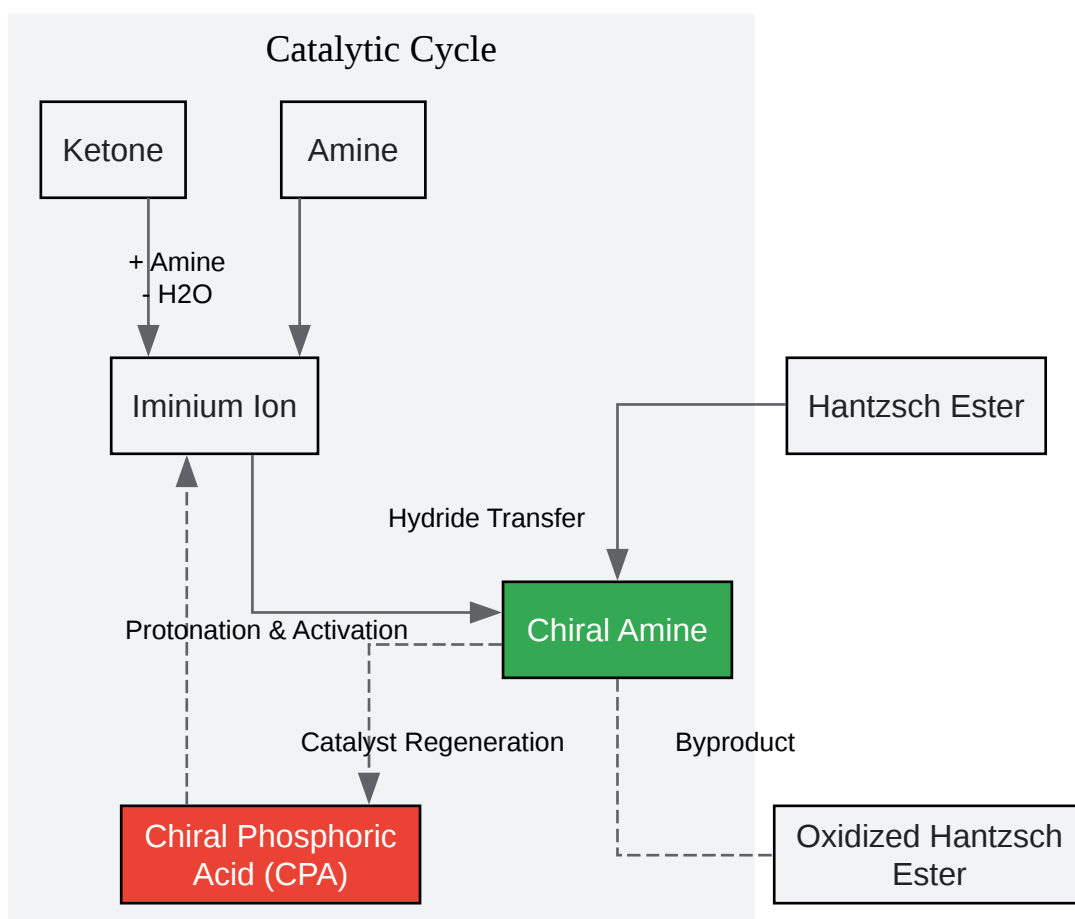 Catalytic Cycle
Ketone
Amine
+ Amine
- H2O
Iminium Ion
Hantzsch Ester
Hydride Transfer
Chiral Amine
Protonation & Activation
Catalyst Regeneration
Byproduct
Chiral Phosphoric
Acid (CPA)
Oxidized Hantzsch
Ester